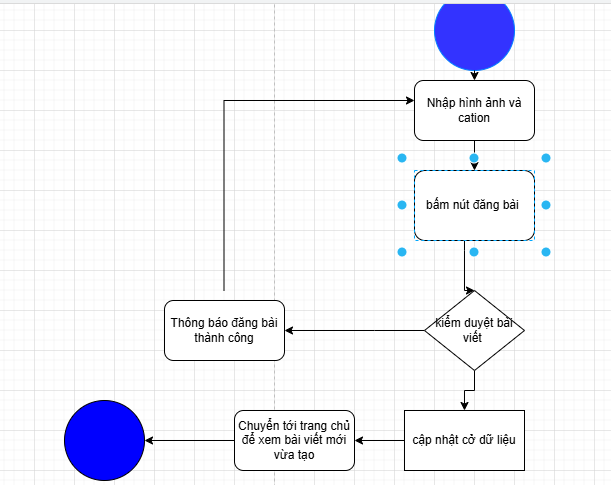 Nhập hình ảnh và
cation
bấm nút đăng bài
kiểm duyệt bài
viết
Thông báo đăng bài
thành công
Chuyển tới trang chủ
để xem bài viết mới
vừa tạo
cập nhật cở dữ liệu